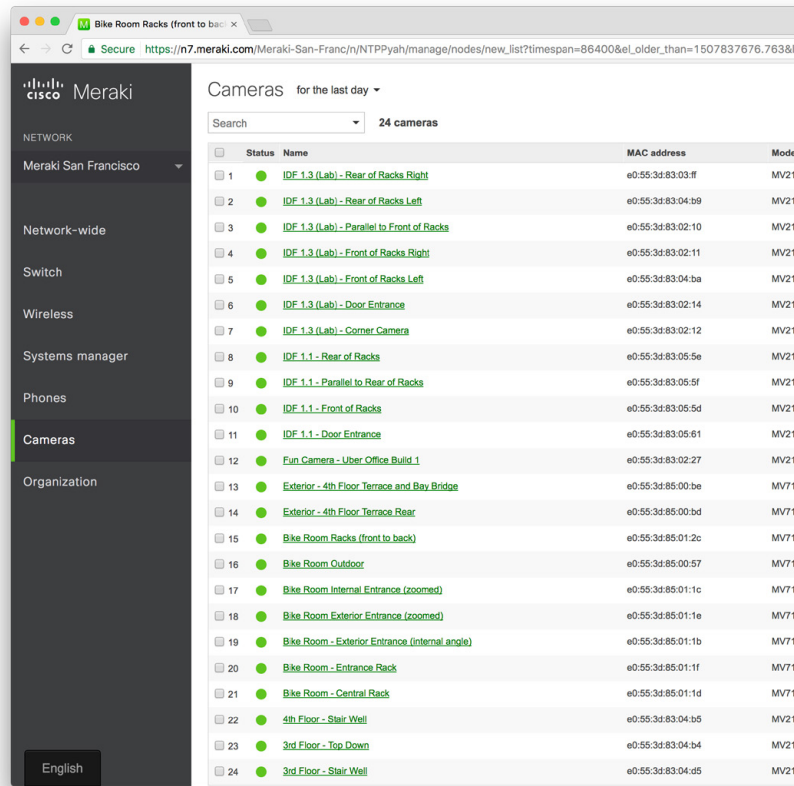 Bike Room Racks (front to bac
Secure https://n7.meraki.com/Meraki-San-Franc/n/NTPPyah/manage/nodes/new_list?timespan=86400&el_older_than=1507837676.763&
cisco Meraki
NETWORK
Meraki San Francisco
Network-wide
Switch
Wireless
Systems manager
Phones
Cameras
Organization
English
Cameras for the last day
Search 24 cameras
Status Name MAC address Mode
1 IDF 1.3 (Lab) - Rear of Racks Right e0:55:3d:83:03:ff MV21
2 IDF 1.3 (Lab) - Rear of Racks Left e0:55:3d:83:04:b9 MV21
3 IDF 1.3 (Lab) - Parallel to Front of Racks e0:55:3d:83:02:10 MV21
4 IDF 1.3 (Lab) - Front of Racks Right e0:55:3d:83:02:11 MV21
5 IDF 1.3 (Lab) - Front of Racks Left e0:55:3d:83:04:ba MV21
6 IDF 1.3 (Lab) - Door Entrance e0:55:3d:83:02:14 MV21
7 IDF 1.3 (Lab) - Corner Camera e0:55:3d:83:02:12 MV21
8 IDF 1.1 - Rear of Racks e0:55:3d:83:05:5e MV21
9 IDF 1.1 - Parallel to Rear of Racks e0:55:3d:83:05:5f MV21
10 IDF 1.1 - Front of Racks e0:55:3d:83:05:5d MV21
11 IDF 1.1 - Door Entrance e0:55:3d:83:05:61 MV21
12 Fun Camera - Uber Office Build 1 e0:55:3d:83:02:27 MV21
13 Exterior - 4th Floor Terrace and Bay Bridge e0:55:3d:85:00:be MV71
14 Exterior - 4th Floor Terrace Rear e0:55:3d:85:00:bd MV71
15 Bike Room Racks (front to back) e0:55:3d:85:01:2c MV71
16 Bike Room Outdoor e0:55:3d:85:00:57 MV71
17 Bike Room Internal Entrance (zoomed) e0:55:3d:85:01:1c MV71
18 Bike Room Exterior Entrance (zoomed) e0:55:3d:85:01:1e MV71
19 Bike Room - Exterior Entrance (internal angle) e0:55:3d:85:01:1b MV71
20 Bike Room - Entrance Rack e0:55:3d:85:01:1f MV71
21 Bike Room - Central Rack e0:55:3d:85:01:1d MV71
22 4th Floor - Stair Well e0:55:3d:83:04:b5 MV21
23 3rd Floor - Top Down e0:55:3d:83:04:b4 MV21
24 3rd Floor - Stair Well e0:55:3d:83:04:d5 MV21